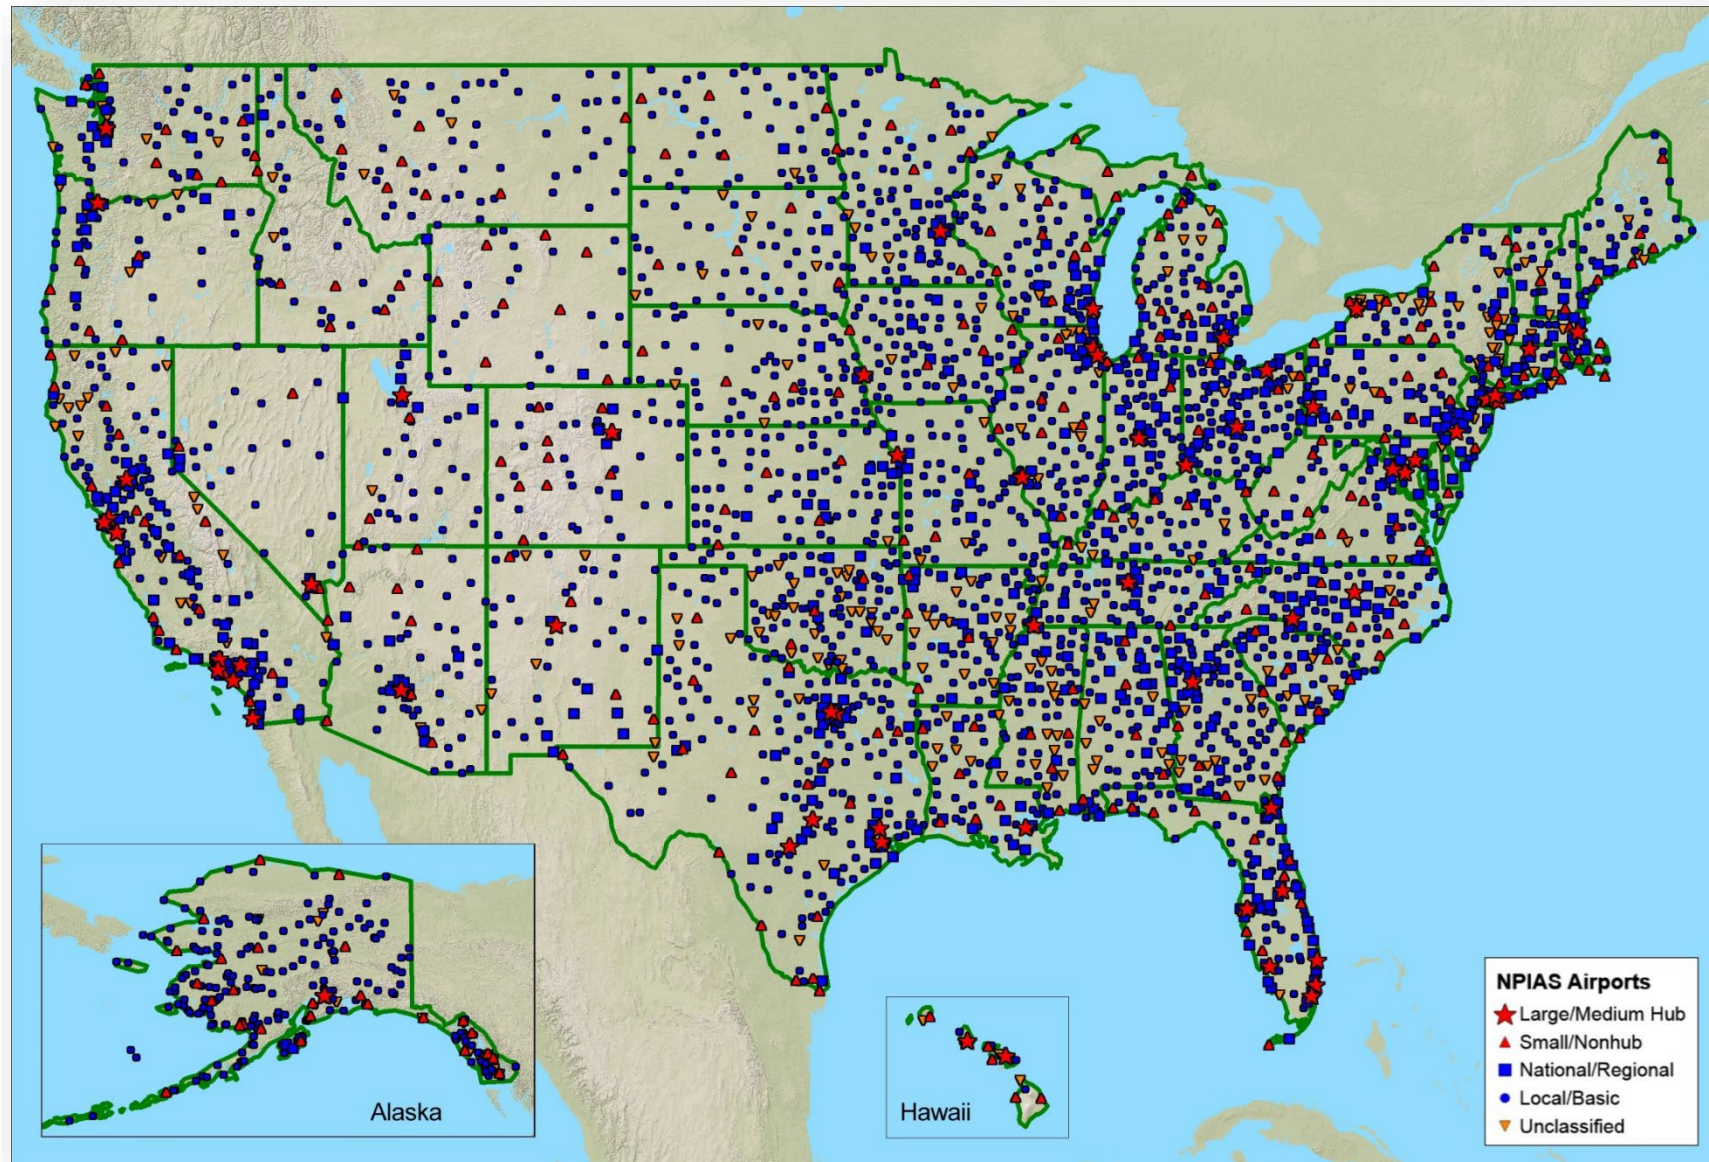 Alaska
Hawaii
NPIAS Airports
Large/Medium Hub
Small/Nonhub
National/Regional
Local/Basic
Unclassified